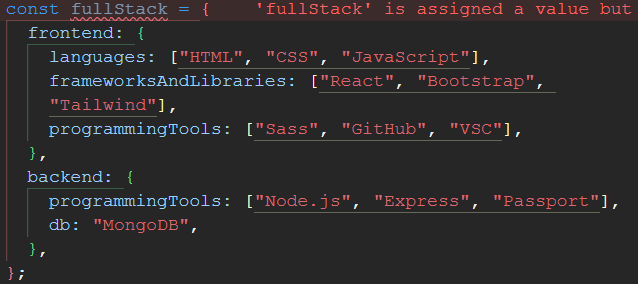 const fullStack = {    'fullStack' is assigned a value but
  frontend: {
    languages: ["HTML", "CSS", "JavaScript"],
    frameworksAndLibraries: ["React", "Bootstrap",
    "Tailwind"],
    programmingTools: ["Sass", "GitHub", "VSC"],
  },
  backend: {
    programmingTools: ["Node.js", "Express", "Passport"],
    db: "MongoDB",
  },
};